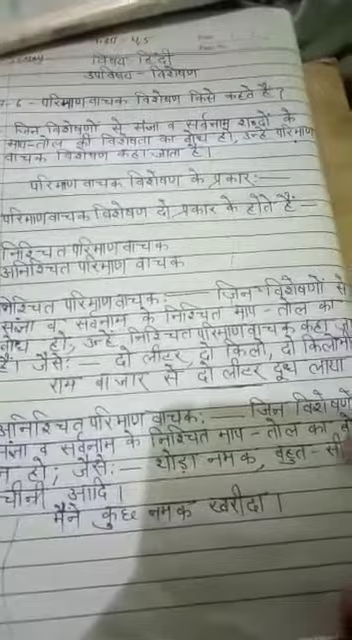 विषय हिंदी
उपविषय - विशेषण
6 - परिमाणवाचक विशेषण किसे कहते है?
जिन विशेषणों से संज्ञा व सर्वनाम शब्दों के
माप-तोल की विशेषता का बोध हो, उन्हें परिमाण
वाचक विशेषण कहा जाता है।
परिमाण वाचक विशेषण के प्रकार:—
परिमाणवाचक विशेषण दो प्रकार के होते हैं—
निश्चित परिमाण वाचक
अनिश्चित परिमाण वाचक
निश्चित परिमाणवाचक:— जिन विशेषणों से
संज्ञा व सर्वनाम के निश्चित माप - तोल का
बोध हो, उन्हें निश्चित परिमाणवाचक कहा जा
है। जैसे:— दो लीटर, दो किलो, दो किलोमी
राम बाजार से दो लीटर दूध लाया
अनिश्चित परिमाण वाचक:— जिन विशेषणों
संज्ञा व सर्वनाम के निश्चित माप - तोल का बो
न हो; जैसे:— थोड़ा नमक, बहुत - सी
चीनी आदि।
मैंने कुछ नमक खरीदा।